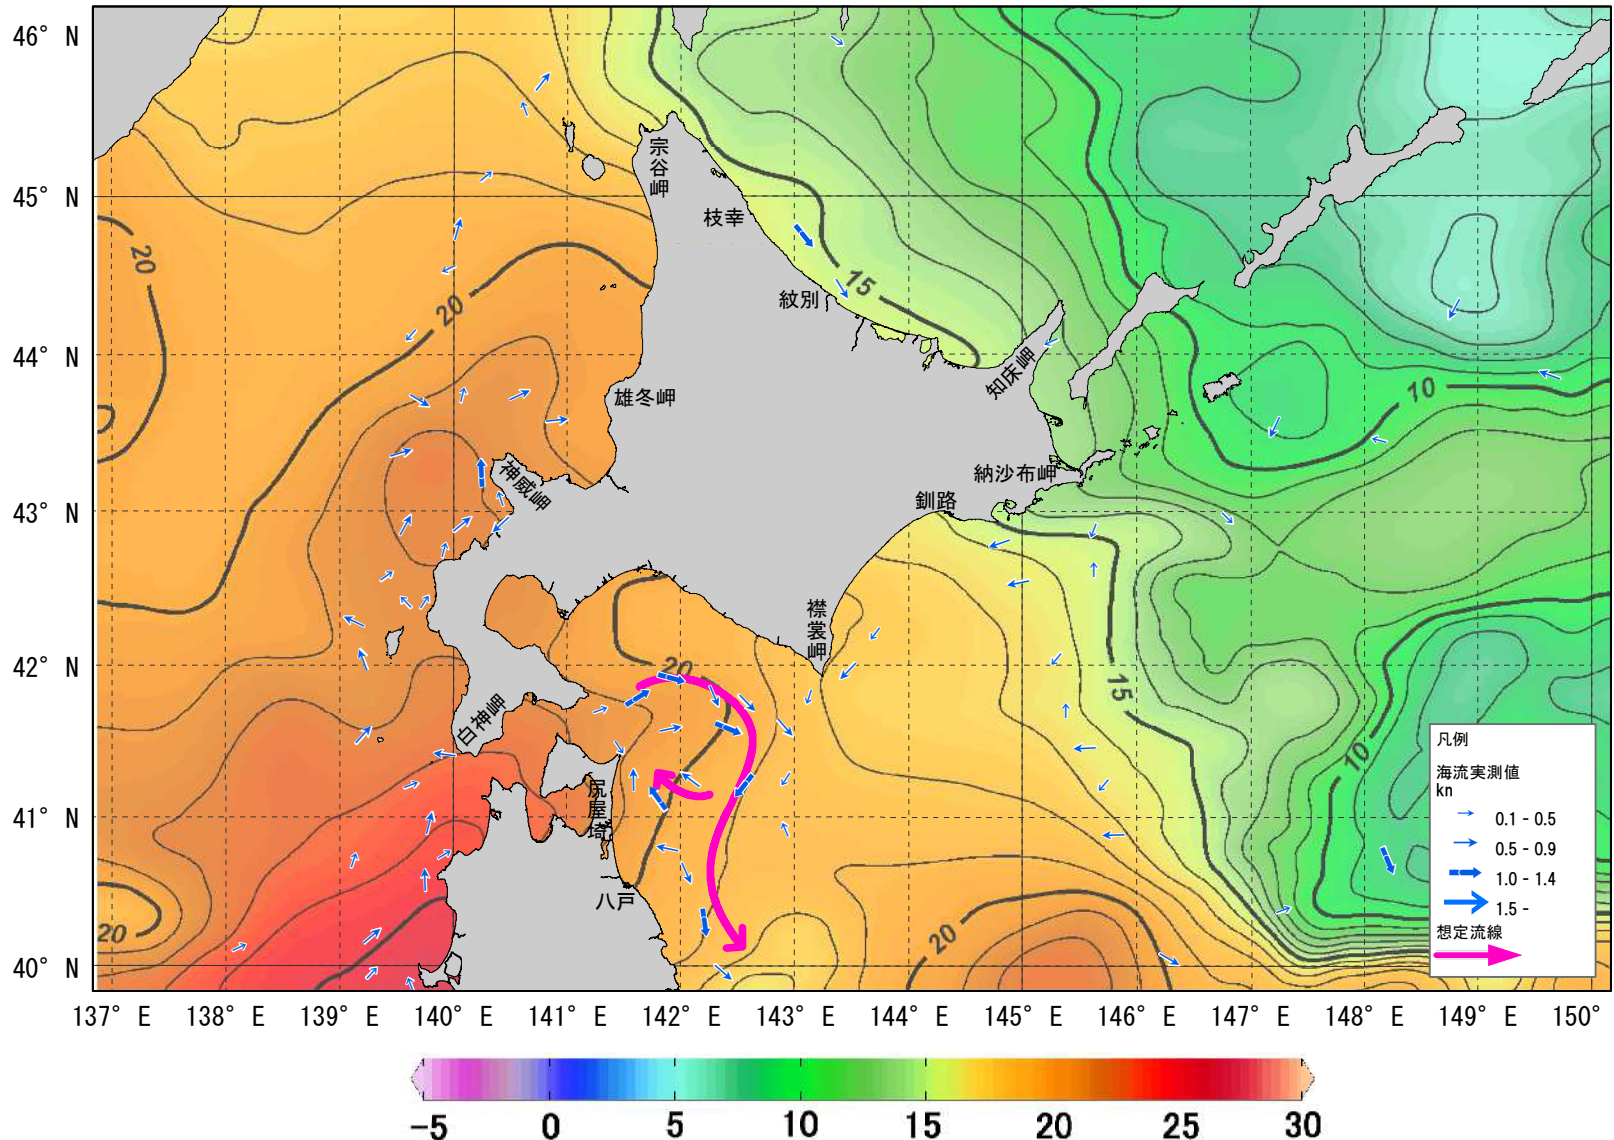 46° N
45° N
44° N
43° N
42° N
41° N
40° N
宗谷岬
枝幸
紋別
知床岬
雄冬岬
神威岬
納沙布岬
釧路
襟裳岬
白神岬
尻屋埼
八戸
20
20
15
10
20
15
10
20
20
凡例
海流実測値
kn
0.1 - 0.5
0.5 - 0.9
1.0 - 1.4
1.5 -
想定流線
137° E
138° E
139° E
140° E
141° E
142° E
143° E
144° E
145° E
146° E
147° E
148° E
149° E
150°
-5
0
5
10
15
20
25
30